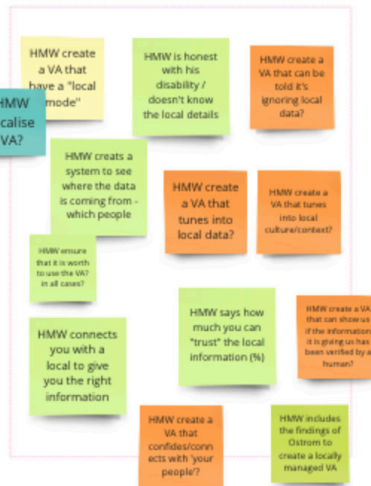 HMW create
a VA that
have a "local
mode"
HMW
calise
VA?
HMW is honest
with his
disability /
doesn't know
the local details
HMW create a
VA that can be
told it's
ignoring local
data?
HMW creats a
system to see
where the data
is coming from -
which people
HMW create
a VA that
tunes into
local data?
HMW create a
VA that tunes
into local
culture/context?
HMW ensure
that it is worth
to use the VA?
in all cases?
HMW connects
you with a
local to give
you the right
information
HMW says how
much you can
"trust" the local
information (%)
HMW create a VA
that can show us
if the information
it is giving us has
been verified by a
human?
HMW create a
VA that
confides/conn
ects with 'your
people'?
HMW includes
the findings of
Ostrom to
create a locally
managed VA